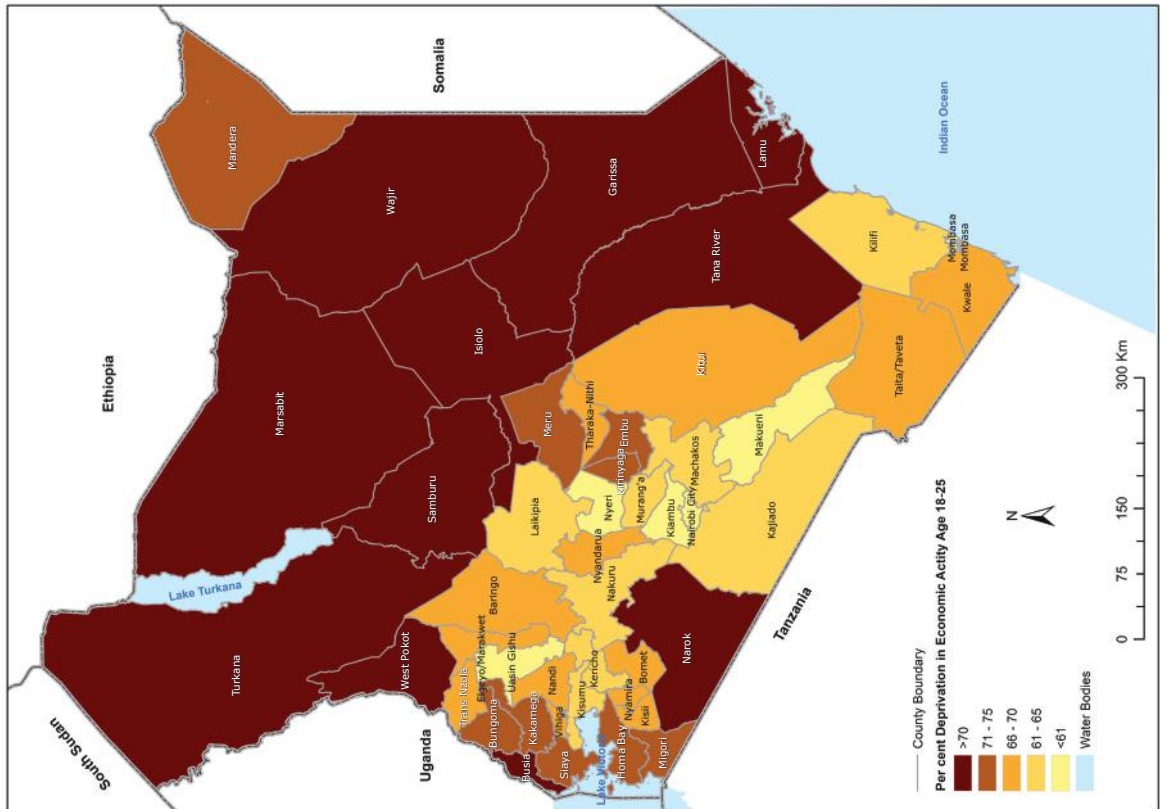 Ethiopia
South Sudan
Somalia
Uganda
Tanzania
Indian Ocean
Lake Turkana
Mandera
Wajir
Marsabit
Turkana
Samburu
Isiolo
Garissa
Lamu
Tana River
West Pokot
Baringo
Laikipia
Meru
Tharaka-Nithi
Embu
Kirinyaga
Kitui
Nyeri
Murang'a
Kiambu
Nairobi City
Machakos
Makueni
Nyandarua
Nakuru
Kajiado
Narok
Trans Nzoia
Elgeyo/Marakwet
Uasin Gishu
Nandi
Bungoma
Kakamega
Vihiga
Busia
Siaya
Kisumu
Kericho
Bomet
Nyamira
Kisii
Homa Bay
Migori
Kilifi
Mombasa
Mombasa
Kwale
Taita/Taveta
N
0 75 150 300 Km
County Boundary
Per cent Deprivation in Economic Actity Age 18-25
>70
71 - 75
66 - 70
61 - 65
<61
Water Bodies